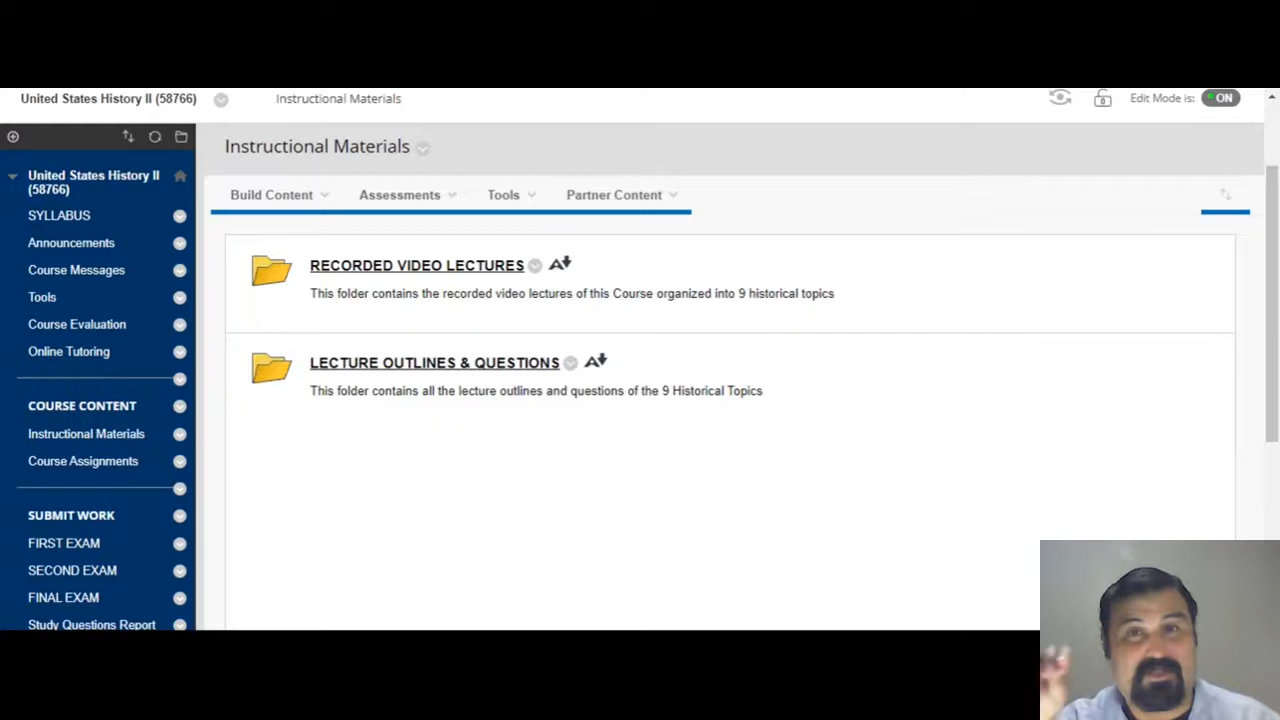 United States History II (58766)
Instructional Materials
Edit Mode is:
ON
United States History II
(58766)
SYLLABUS
Announcements
Course Messages
Tools
Course Evaluation
Online Tutoring
COURSE CONTENT
Instructional Materials
Course Assignments
SUBMIT WORK
FIRST EXAM
SECOND EXAM
FINAL EXAM
Study Questions Report
Instructional Materials
Build Content
Assessments
Tools
Partner Content
RECORDED VIDEO LECTURES
This folder contains the recorded video lectures of this Course organized into 9 historical topics
LECTURE OUTLINES & QUESTIONS
This folder contains all the lecture outlines and questions of the 9 Historical Topics